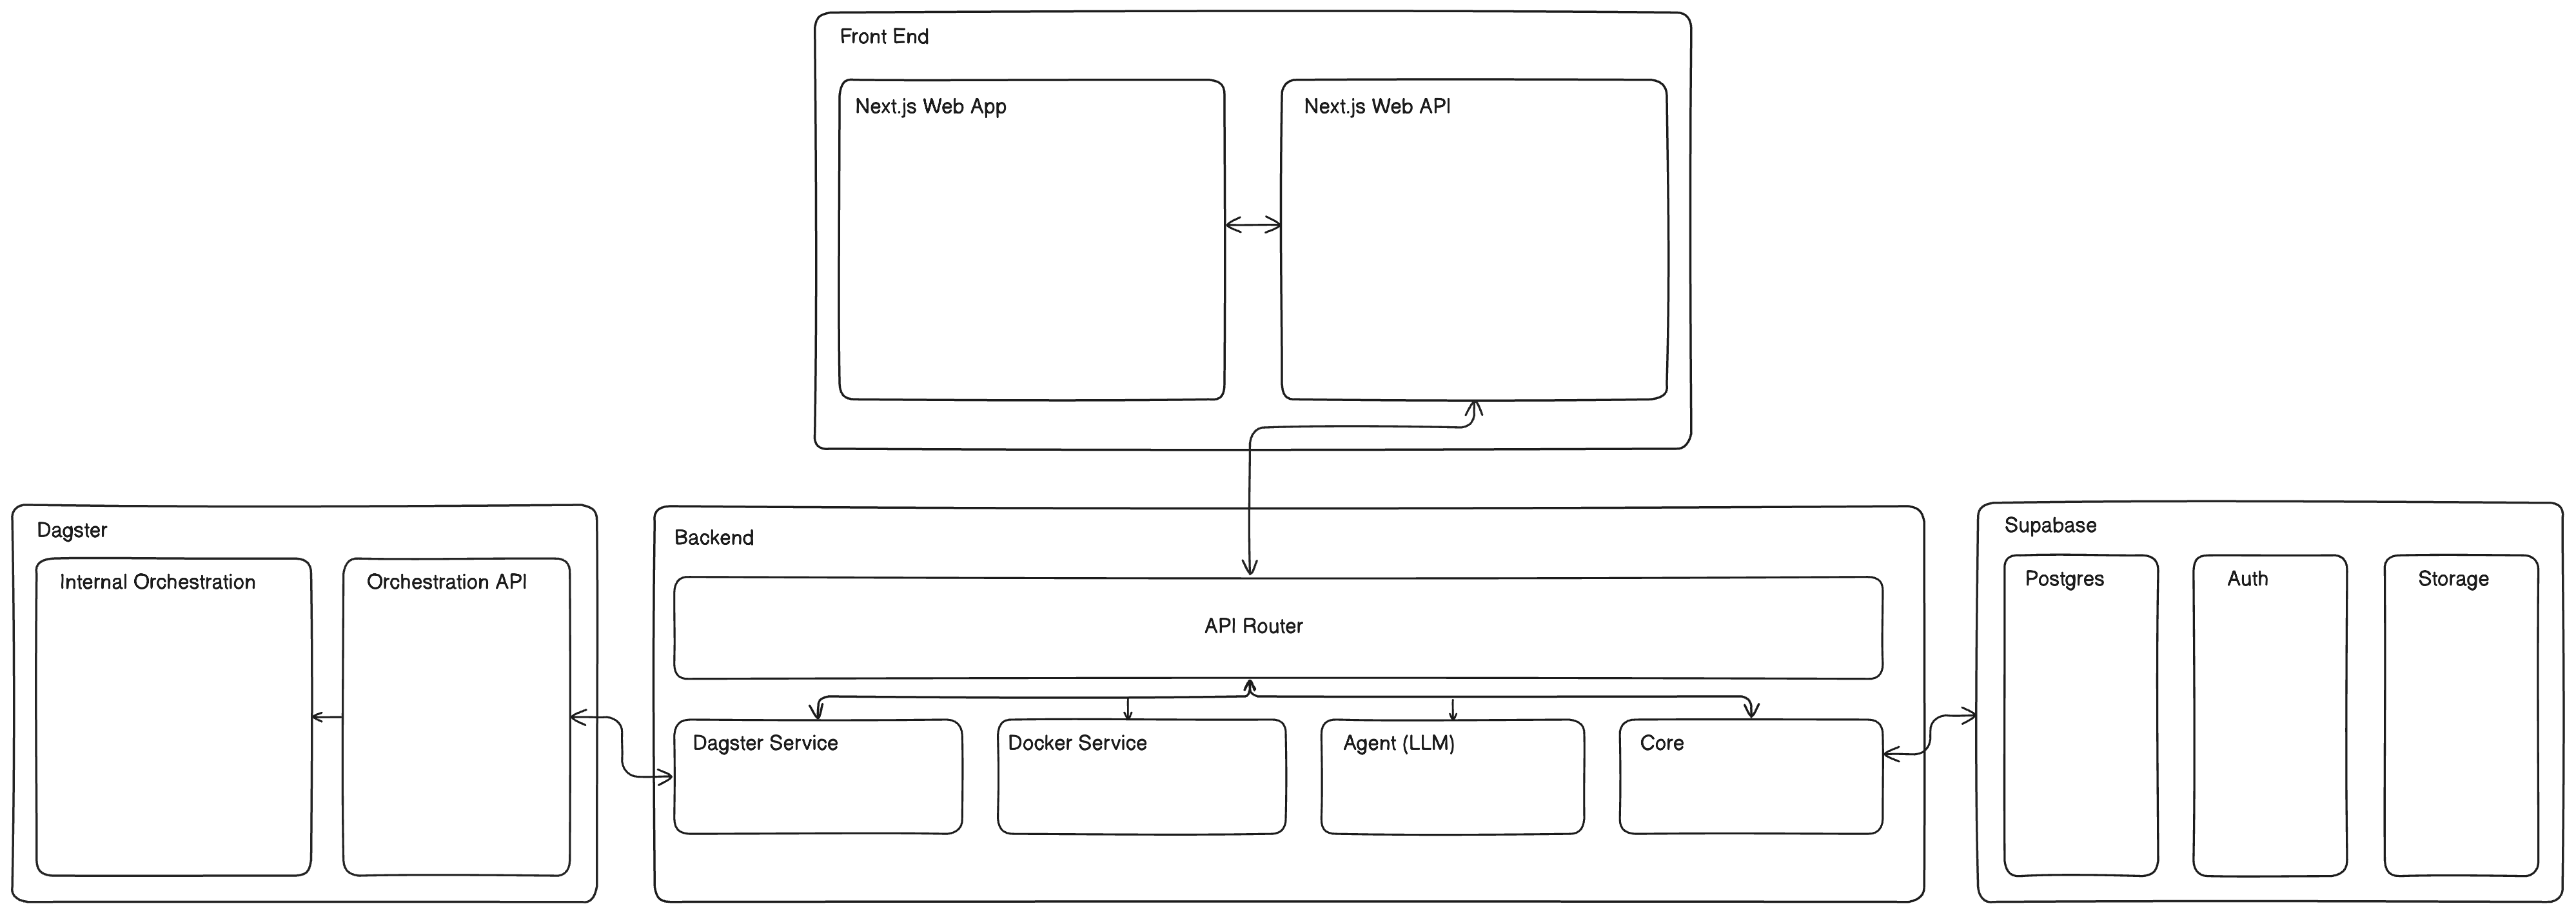 Front End
Next.js Web App
Next.js Web API
Dagster
Internal Orchestration
Orchestration API
Backend
API Router
Dagster Service
Docker Service
Agent (LLM)
Core
Supabase
Postgres
Auth
Storage